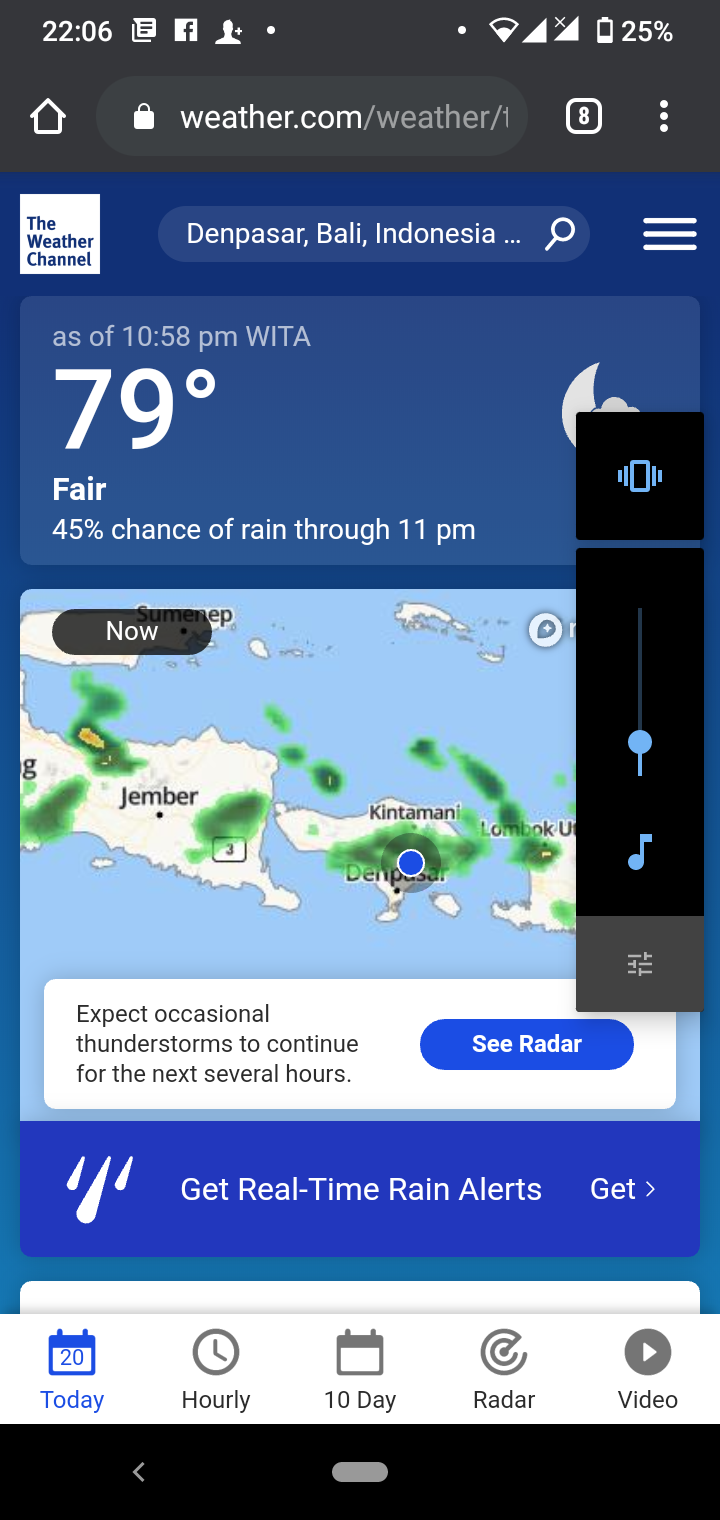 22:06
25%
weather.com/weather/t
8
The
Weather
Channel
Denpasar, Bali, Indonesia ...
as of 10:58 pm WITA
79°
Fair
45% chance of rain through 11 pm
Sumenep
Now
g
Jember
3
Kintamani
Lombok Ut
Denpasar
Expect occasional
thunderstorms to continue
for the next several hours.
See Radar
Get Real-Time Rain Alerts
Get >
20
Today
Hourly
10 Day
Radar
Video